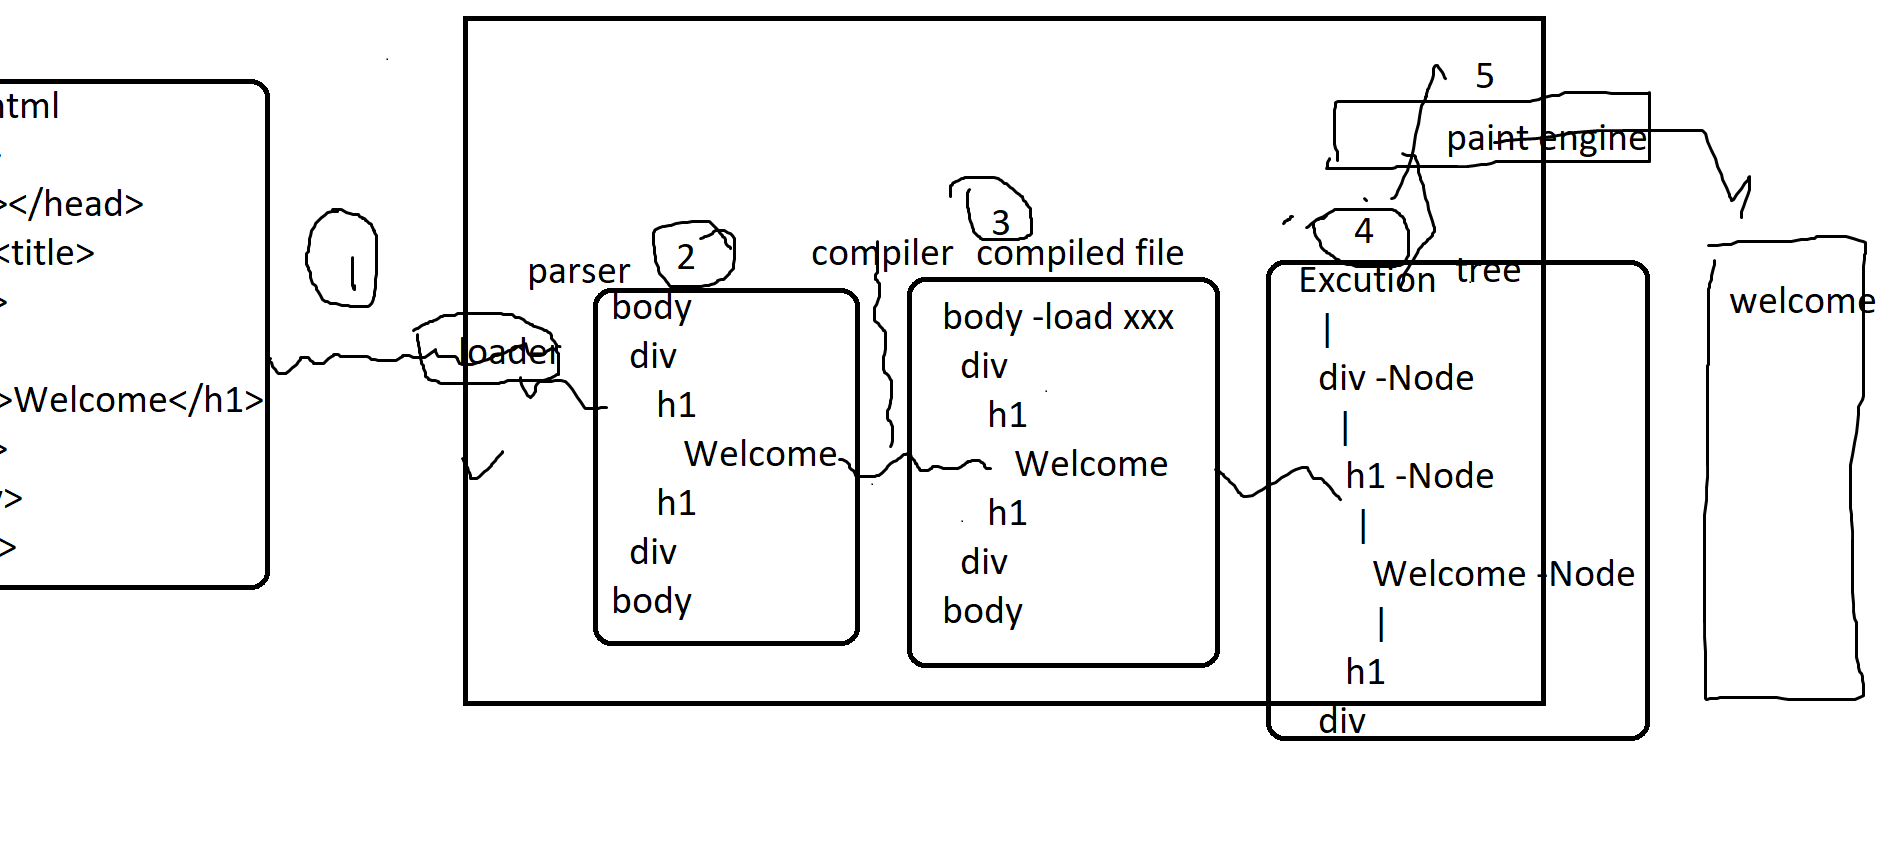 html
>
></head>
<title>
>
>Welcome</h1>
>
/>
>
1
loader
parser
2
body
div
h1
Welcome
h1
div
body
compiler
3
compiled file
body -load xxx
div
h1
Welcome
h1
div
body
4
Excution tree
|
div -Node
|
h1 -Node
|
Welcome -Node
|
h1
div
5
paint engine
welcome